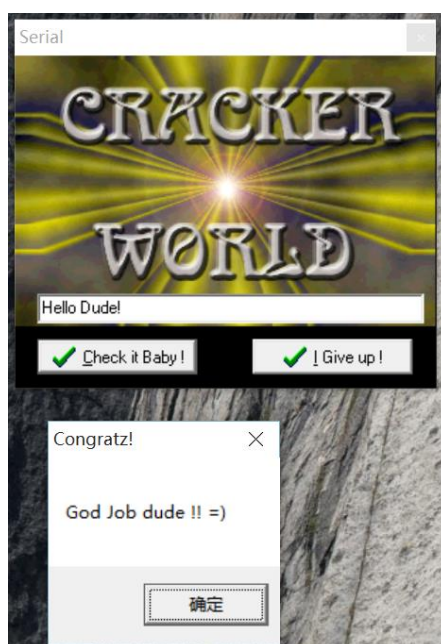 Serial
CRACKER
WORLD
Hello Dude!
Check it Baby !
I Give up !
Congratz!
God Job dude !! =)
确定